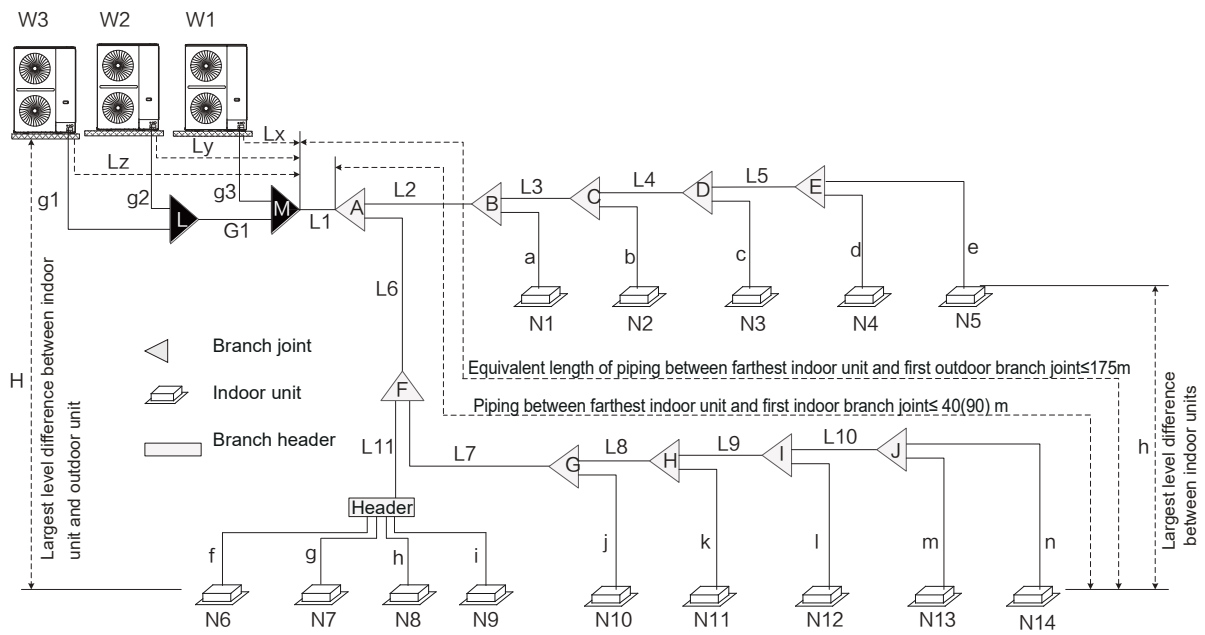 W3
W2
W1
Lx
Ly
Lz
g1
g2
g3
L
M
G1
L1
A
L2
B
L3
C
L4
D
L5
E
a
b
c
d
e
N1
N2
N3
N4
N5
L6
H
Largest level difference between indoor
unit and outdoor unit
Branch joint
Indoor unit
Branch header
Equivalent length of piping between farthest indoor unit and first outdoor branch joint≤175m
Piping between farthest indoor unit and first indoor branch joint≤ 40(90) m
h
Largest level difference
between indoor units
F
L11
L7
G
L8
H
L9
I
L10
J
Header
f
g
h
i
j
k
l
m
n
N6
N7
N8
N9
N10
N11
N12
N13
N14